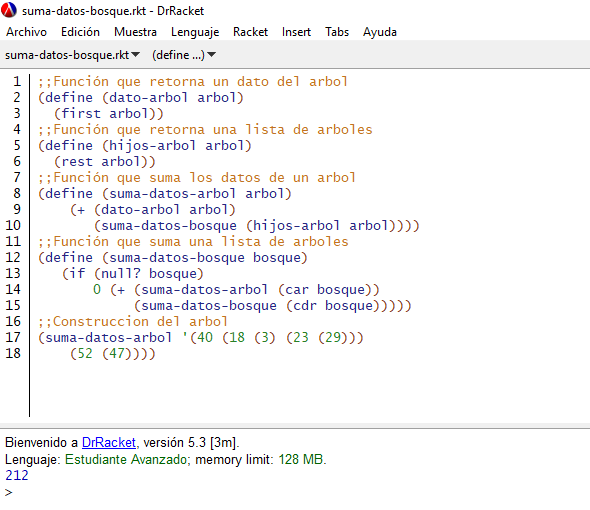 suma-datos-bosque.rkt - DrRacket
Archivo Edición Muestra Lenguaje Racket Insert Tabs Ayuda
suma-datos-bosque.rkt (define ...)
1 ;;Función que retorna un dato del arbol
2 (define (dato-arbol arbol)
3 (first arbol))
4 ;;Función que retorna una lista de arboles
5 (define (hijos-arbol arbol)
6 (rest arbol))
7 ;;Función que suma los datos de un arbol
8 (define (suma-datos-arbol arbol)
9 (+ (dato-arbol arbol)
10 (suma-datos-bosque (hijos-arbol arbol))))
11 ;;Función que suma una lista de arboles
12 (define (suma-datos-bosque bosque)
13 (if (null? bosque)
14 0 (+ (suma-datos-arbol (car bosque))
15 (suma-datos-bosque (cdr bosque)))))
16 ;;Construccion del arbol
17 (suma-datos-arbol '(40 (18 (3) (23 (29)))
18 (52 (47))))
Bienvenido a DrRacket, versión 5.3 [3m].
Lenguaje: Estudiante Avanzado; memory limit: 128 MB.
212
>